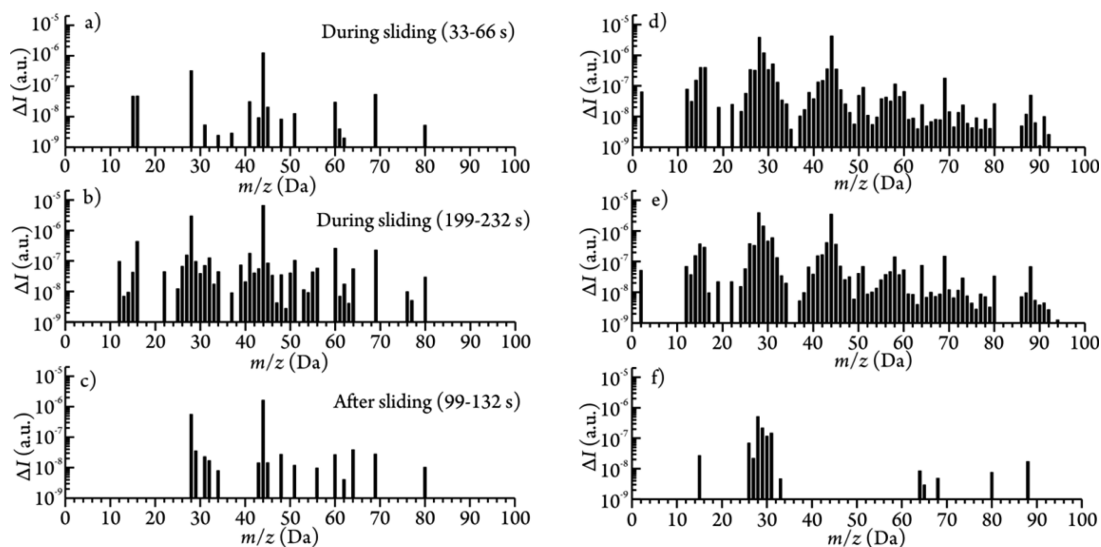 a) During sliding (33-66 s)
10⁻⁵
10⁻⁶
10⁻⁷
10⁻⁸
10⁻⁹
ΔI (a.u.)
0 10 20 30 40 50 60 70 80 90 100
m/z (Da)
d)
10⁻⁵
10⁻⁶
10⁻⁷
10⁻⁸
10⁻⁹
ΔI (a.u.)
0 10 20 30 40 50 60 70 80 90 100
m/z (Da)
b) During sliding (199-232 s)
10⁻⁵
10⁻⁶
10⁻⁷
10⁻⁸
10⁻⁹
ΔI (a.u.)
0 10 20 30 40 50 60 70 80 90 100
m/z (Da)
e)
10⁻⁵
10⁻⁶
10⁻⁷
10⁻⁸
10⁻⁹
ΔI (a.u.)
0 10 20 30 40 50 60 70 80 90 100
m/z (Da)
c) After sliding (99-132 s)
10⁻⁵
10⁻⁶
10⁻⁷
10⁻⁸
10⁻⁹
ΔI (a.u.)
0 10 20 30 40 50 60 70 80 90 100
m/z (Da)
f)
10⁻⁵
10⁻⁶
10⁻⁷
10⁻⁸
10⁻⁹
ΔI (a.u.)
0 10 20 30 40 50 60 70 80 90 100
m/z (Da)